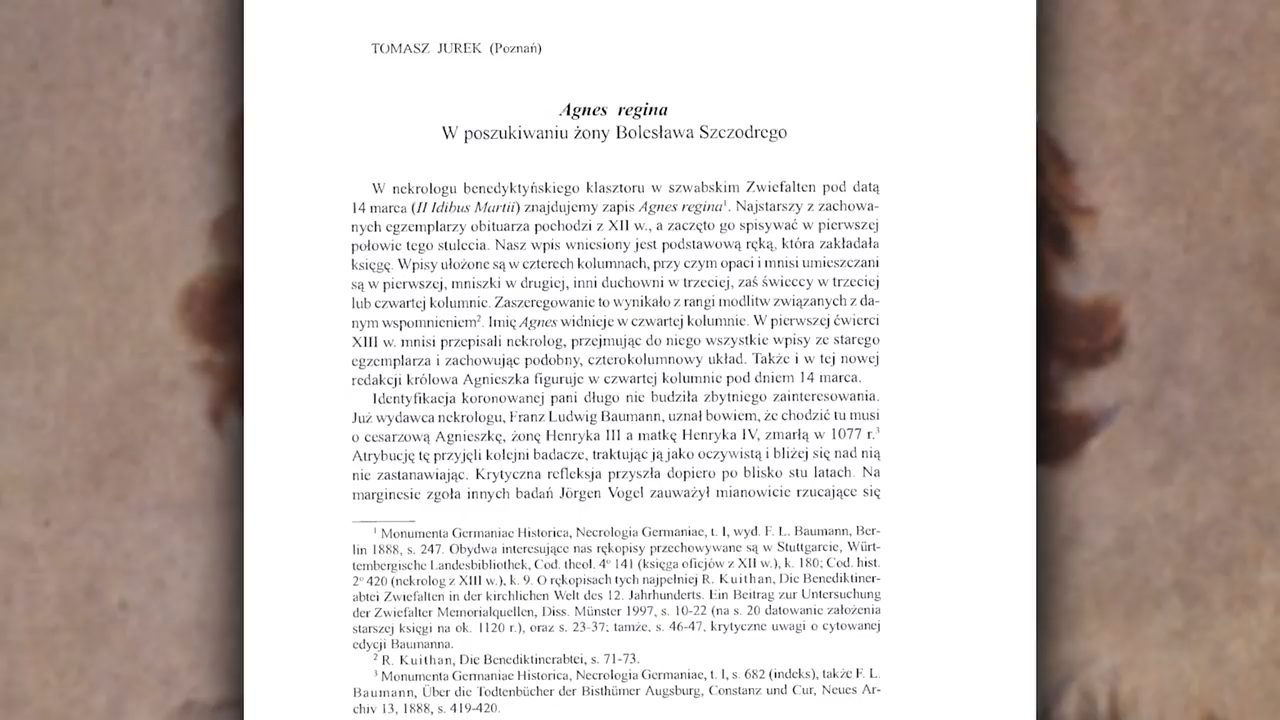 TOMASZ JUREK (Poznań)
Agnes regina
W poszukiwaniu żony Bolesława Szczodrego
W nekrologu benedyktyńskiego klasztoru w szwabskim Zwiefalten pod datą
14 marca (II Idibus Martii) znajdujemy zapis Agnes regina¹. Najstarszy z zachowa-
nych egzemplarzy obituarza pochodzi z XII w., a zaczęto go spisywać w pierwszej
połowie tego stulecia. Nasz wpis wniesiony jest podstawową ręką, która zakładała
księgę. Wpisy ułożone są w czterech kolumnach, przy czym opaci i mnisi umieszczani
są w pierwszej, mniszki w drugiej, inni duchowni w trzeciej, zaś świeccy w trzeciej
lub czwartej kolumnie. Zaszeregowanie to wynikało z rangi modlitw związanych z da-
nym wspomnieniem². Imię Agnes widnieje w czwartej kolumnie. W pierwszej ćwierci
XIII w. mnisi przepisali nekrolog, przejmując do niego wszystkie wpisy ze starego
egzemplarza i zachowując podobny, czterokolumnowy układ. Także i w tej nowej
redakcji królowa Agnieszka figuruje w czwartej kolumnie pod dniem 14 marca.
Identyfikacja koronowanej pani długo nie budziła zbytniego zainteresowania.
Już wydawca nekrologu, Franz Ludwig Baumann, uznał bowiem, że chodzić tu musi
o cesarzową Agnieszkę, żonę Henryka III a matkę Henryka IV, zmarłą w 1077 r.³
Atrybucję tę przyjęli kolejni badacze, traktując ją jako oczywistą i bliżej się nad nią
nie zastanawiając. Krytyczna refleksja przyszła dopiero po blisko stu latach. Na
marginesie zgoła innych badań Jörgen Vogel zauważył mianowicie rzucające się
¹ Monumenta Germaniae Historica, Necrologia Germaniae, t. I, wyd. F. L. Baumann, Ber-
lin 1888, s. 247. Obydwa interesujące nas rękopisy przechowywane są w Stuttgarcie, Würt-
tembergische Landesbibliothek, Cod. theol. 4° 141 (księga oficjów z XII w.), k. 180; Cod. hist.
2° 420 (nekrolog z XIII w.), k. 9. O rękopisach tych najpełniej R. Kuithan, Die Benediktiner-
abtei Zwiefalten in der kirchlichen Welt des 12. Jahrhunderts. Ein Beitrag zur Untersuchung
der Zwiefalter Memorialquellen, Diss. Münster 1997, s. 10-22 (na s. 20 datowanie założenia
starszej księgi na ok. 1120 r.), oraz s. 23-37; tamże, s. 46-47, krytyczne uwagi o cytowanej
edycji Baumanna.
² R. Kuithan, Die Benediktinerabtei, s. 71-73.
³ Monumenta Germaniae Historica, Necrologia Germaniae, t. I, s. 682 (indeks), także F. L.
Baumann, Über die Todtenbücher der Bisthümer Augsburg, Constanz und Cur, Neues Ar-
chiv 13, 1888, s. 419-420.